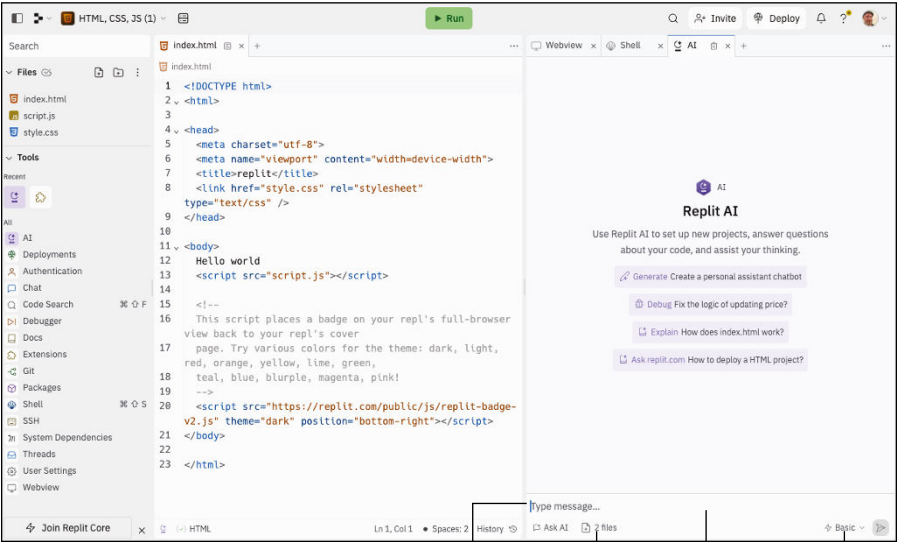 HTML, CSS, JS (1)
Run
Invite
Deploy
Search
Files
index.html
script.js
style.css
Tools
Recent
All
AI
Deployments
Authentication
Chat
Code Search ⌘ ⇧ F
Debugger
Docs
Extensions
Git
Packages
Shell ⌘ ⇧ S
SSH
System Dependencies
Threads
User Settings
Webview
Join Replit Core
index.html
index.html
1 <!DOCTYPE html>
2 <html>
3
4 <head>
5 <meta charset="utf-8">
6 <meta name="viewport" content="width=device-width">
7 <title>replit</title>
8 <link href="style.css" rel="stylesheet"
type="text/css" />
9 </head>
10
11 <body>
12 Hello world
13 <script src="script.js"></script>
14
15 <!--
16 This script places a badge on your repl's full-browser
view back to your repl's cover
17 page. Try various colors for the theme: dark, light,
red, orange, yellow, lime, green,
18 teal, blue, blurple, magenta, pink!
19 -->
20 <script src="https://replit.com/public/js/replit-badge-
v2.js" theme="dark" position="bottom-right"></script>
21 </body>
22
23 </html>
HTML
Ln 1, Col 1 • Spaces: 2 History
Webview
Shell
AI
AI
Replit AI
Use Replit AI to set up new projects, answer questions
about your code, and assist your thinking.
Generate Create a personal assistant chatbot
Debug Fix the logic of updating price?
Explain How does index.html work?
Ask replit.com How to deploy a HTML project?
Type message...
Ask AI
2 files
Basic